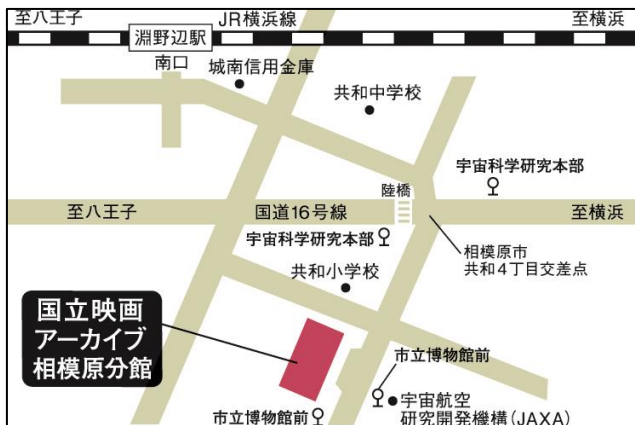 至八王子
JR横浜線
至横浜
淵野辺駅
南口
城南信用金庫
共和中学校
宇宙科学研究本部
陸橋
至八王子
国道16号線
至横浜
宇宙科学研究本部
相模原市
共和4丁目交差点
共和小学校
国立映画
アーカイブ
相模原分館
市立博物館前
市立博物館前
宇宙航空
研究開発機構(JAXA)